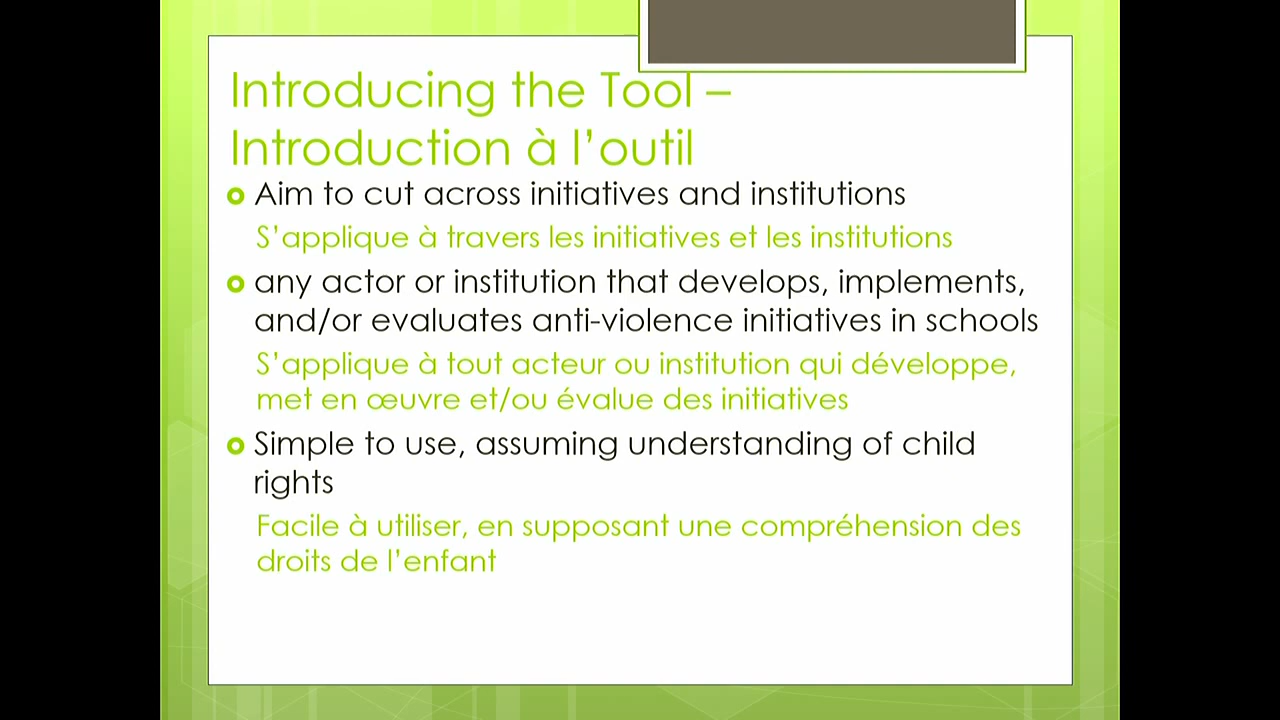 Introducing the Tool –
Introduction à l’outil
Aim to cut across initiatives and institutions
S’applique à travers les initiatives et les institutions
any actor or institution that develops, implements,
and/or evaluates anti-violence initiatives in schools
S’applique à tout acteur ou institution qui développe,
met en œuvre et/ou évalue des initiatives
Simple to use, assuming understanding of child
rights
Facile à utiliser, en supposant une compréhension des
droits de l’enfant